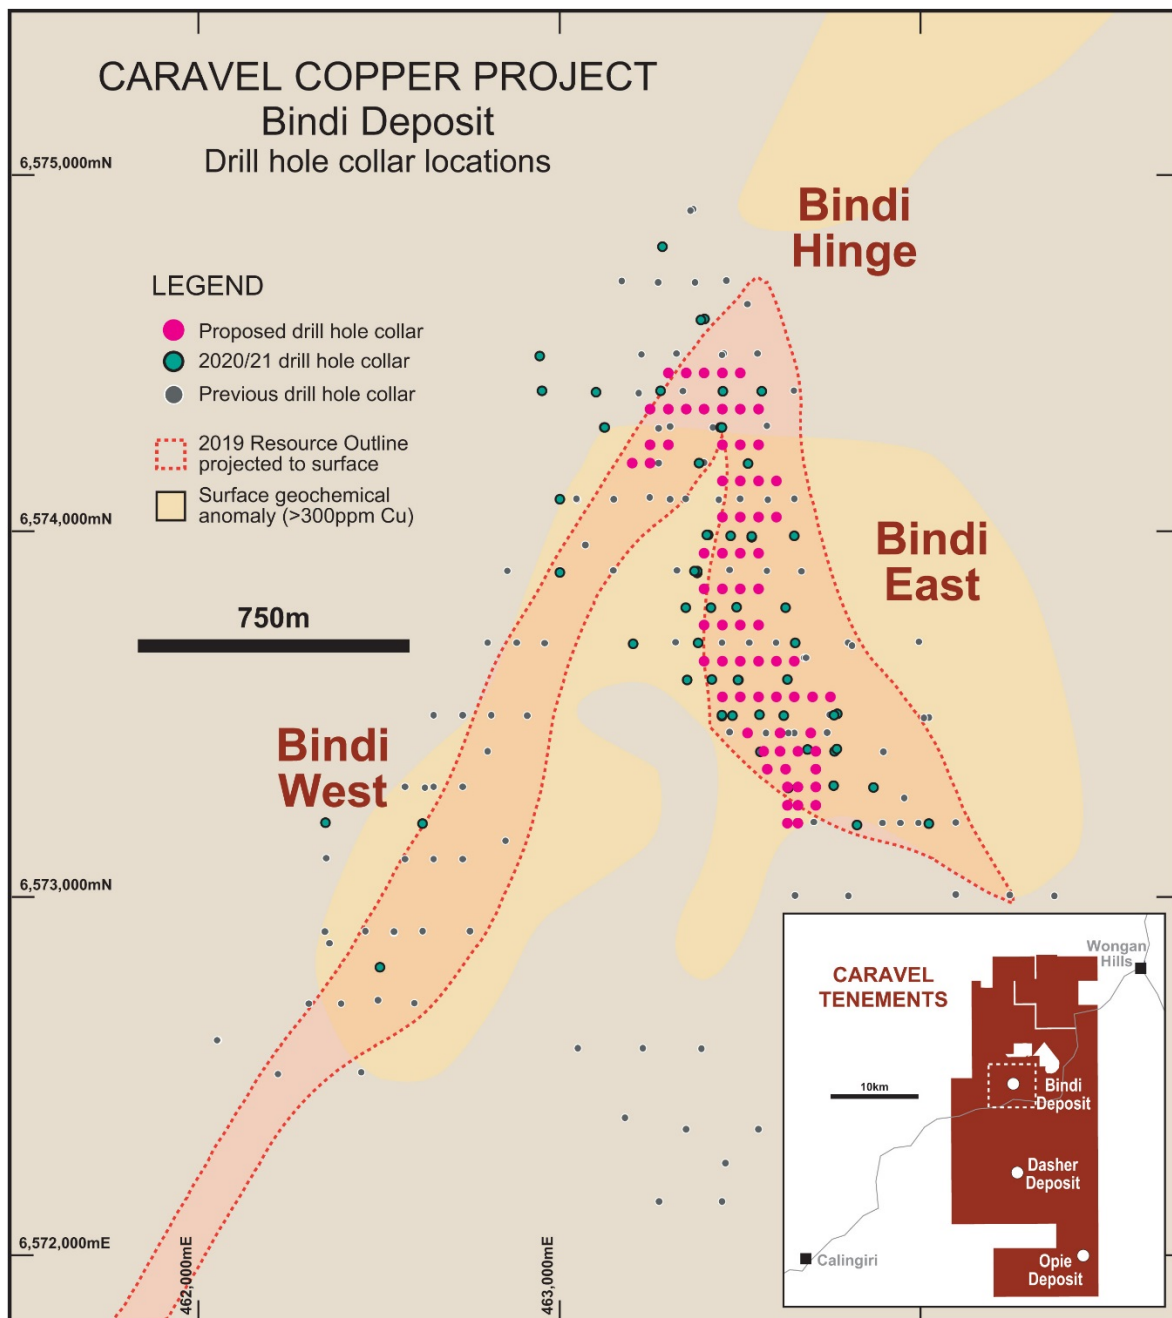 CARAVEL COPPER PROJECT
Bindi Deposit
Drill hole collar locations
6,575,000mN
Bindi
Hinge
LEGEND
Proposed drill hole collar
2020/21 drill hole collar
Previous drill hole collar
2019 Resource Outline
projected to surface
Surface geochemical
anomaly (>300ppm Cu)
6,574,000mN
Bindi
East
750m
Bindi
West
6,573,000mN
Wongan
Hills
CARAVEL
TENEMENTS
10km
Bindi
Deposit
Dasher
Deposit
Opie
Deposit
Calingiri
6,572,000mE
462,000mE
463,000mE